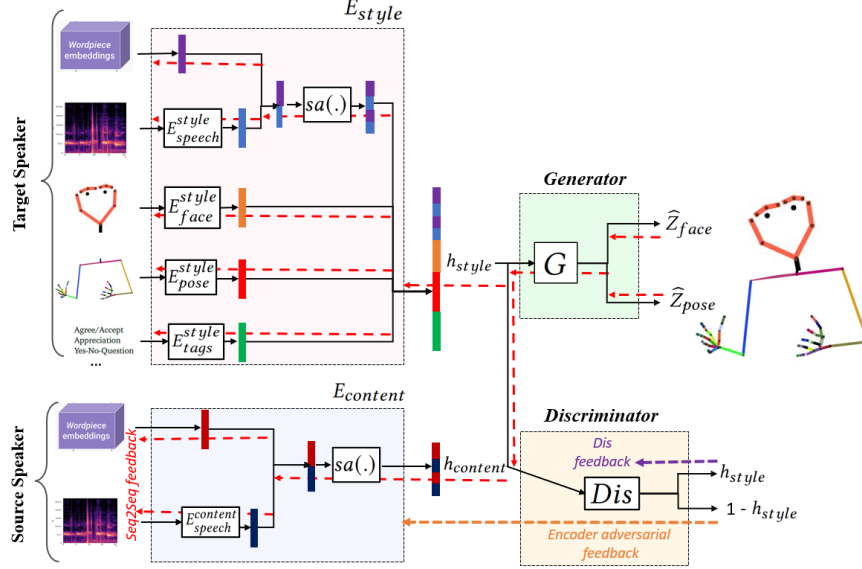 E_style
Target Speaker
Wordpiece
embeddings
sa(.)
E^style_speech
E^style_face
E^style_pose
Agree/Accept
Appreciation
Yes-No-Question
...
E^style_tags
h_style
Generator
G
Ẑ_face
Ẑ_pose
E_content
Source Speaker
Wordpiece
embeddings
Seq2Seq feedback
sa(.)
E^content_speech
h_content
Discriminator
Dis
feedback
Dis
h_style
1 - h_style
Encoder adversarial
feedback